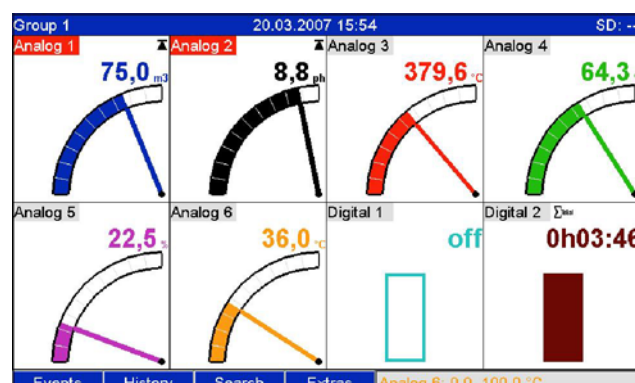 Group 1 20.03.2007 15:54 SD: --
Analog 1 Analog 2 Analog 3 Analog 4
75,0 m3 8,8 ph 379,6 °C 64,3
Analog 5 Analog 6 Digital 1 Digital 2 Σ
22,5 % 36,0 °C off 0h03:46
Events History Search Extras Analog 6: 0,0..100,0 °C